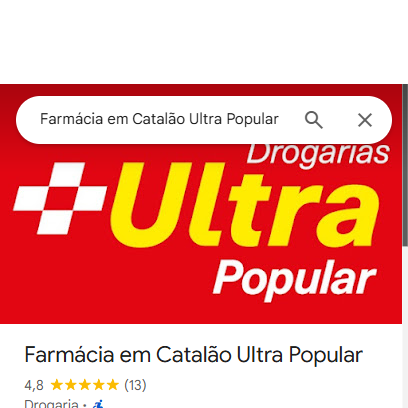 Farmácia em Catalão Ultra Popular
Drogarias
Ultra
Popular
Farmácia em Catalão Ultra Popular
4,8 ★★★★★ (13)
Drogaria ·